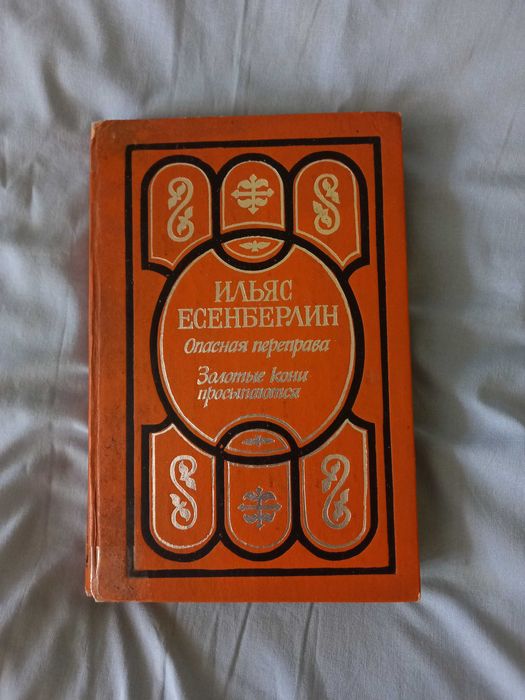 ИЛЬЯС
ЕСЕНБЕРЛИН
Опасная переправа
Золотые кони
просыпаются